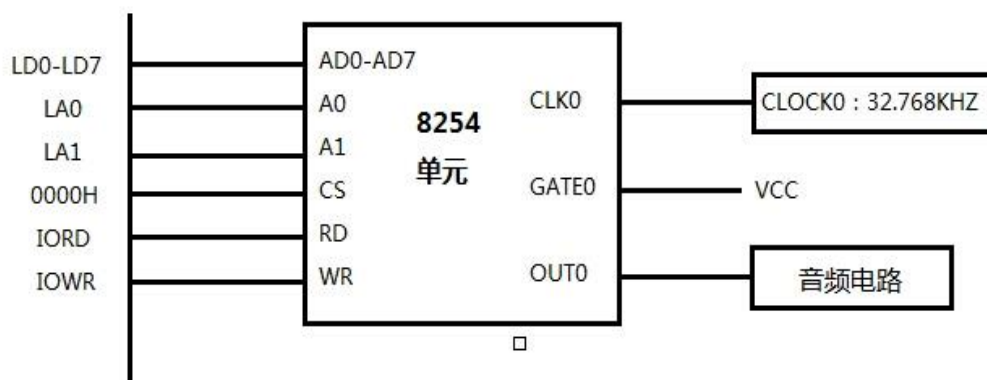 LD0-LD7
LA0
LA1
0000H
IORD
IOWR
AD0-AD7
A0
A1
CS
RD
WR
8254
单元
CLK0
GATE0
OUT0
CLOCK0：32.768KHZ
VCC
音频电路